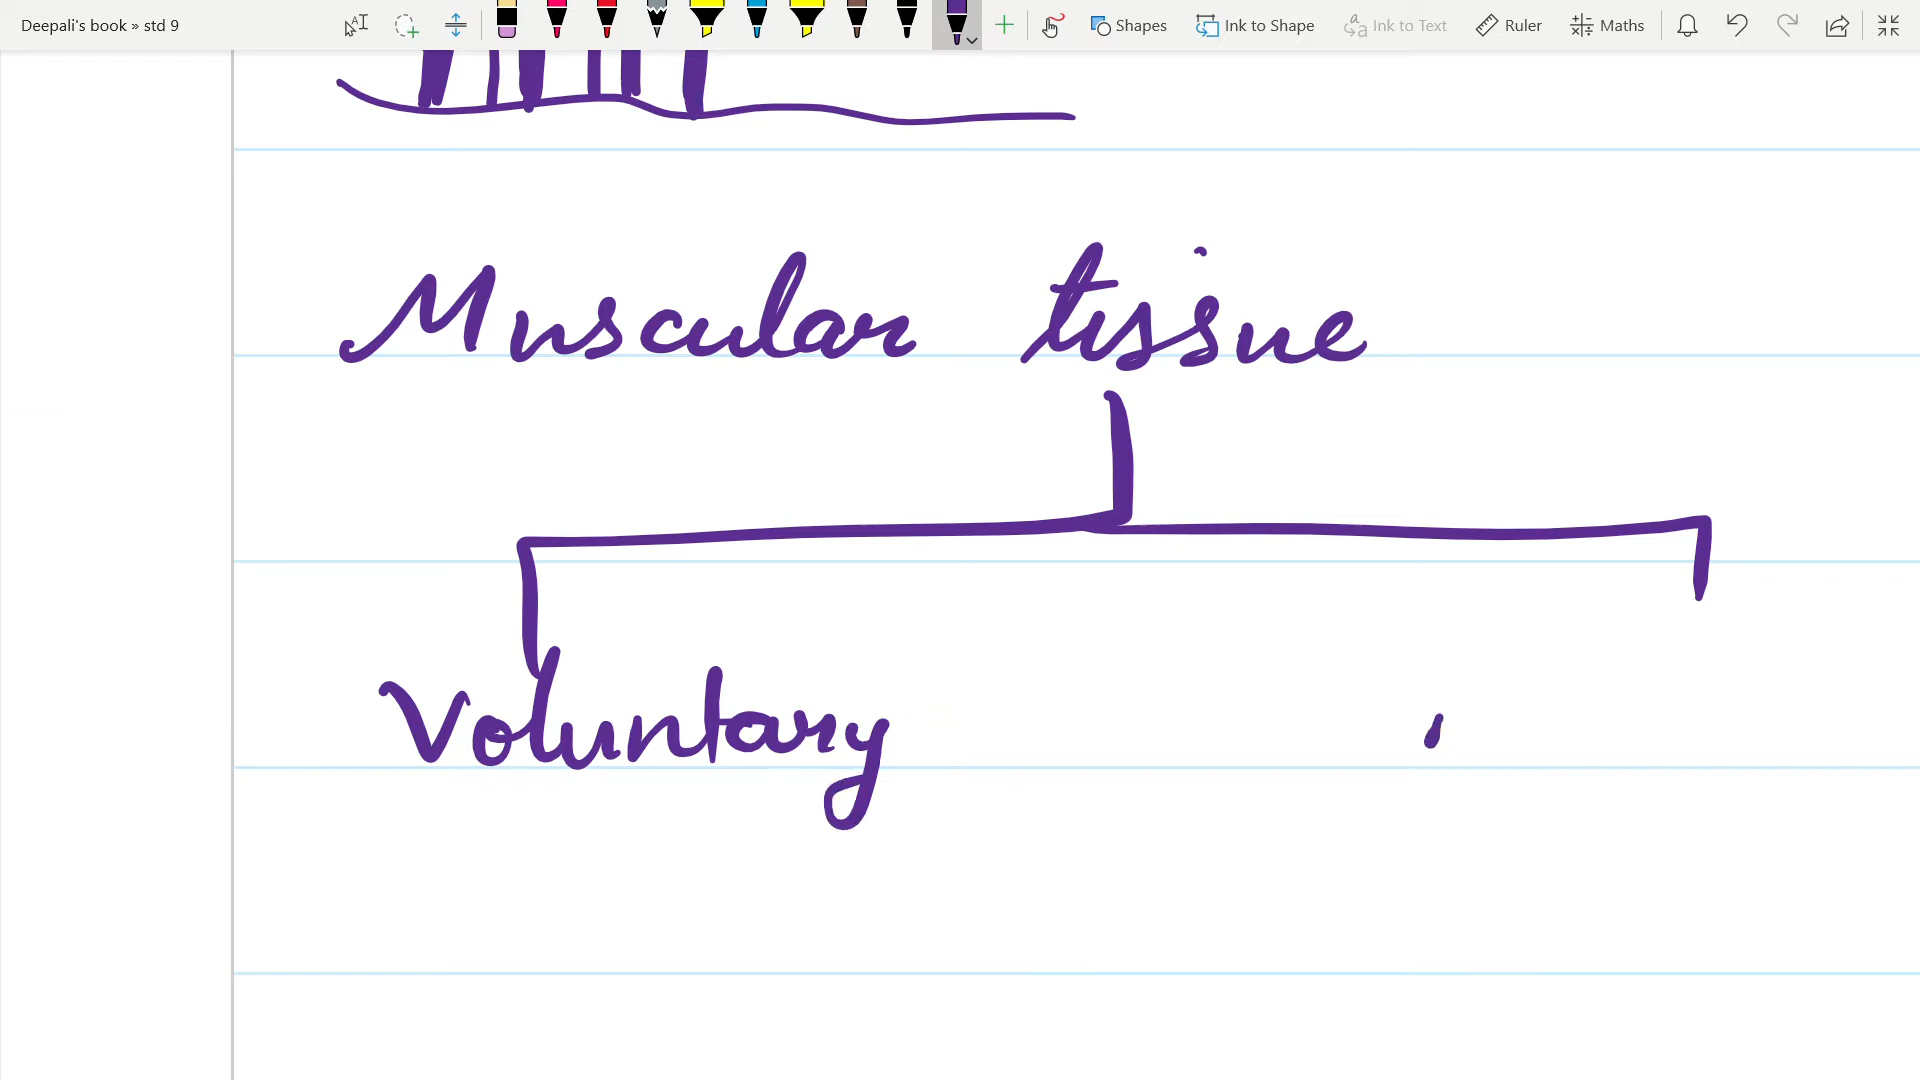 Deepali's book » std 9
Shapes
Ink to Shape
Ink to Text
Ruler
Maths
Muscular tissue
Voluntary